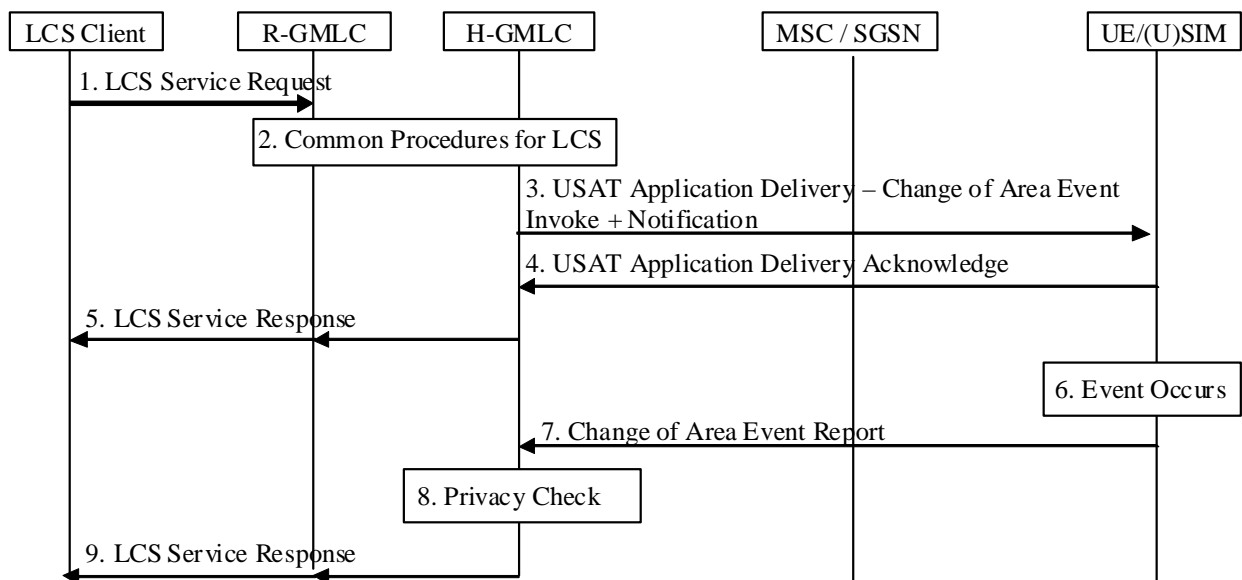 LCS Client
R-GMLC
H-GMLC
MSC / SGSN
UE/(U)SIM
1. LCS Service Request
2. Common Procedures for LCS
3. USAT Application Delivery – Change of Area Event
Invoke + Notification
4. USAT Application Delivery Acknowledge
5. LCS Service Response
6. Event Occurs
7. Change of Area Event Report
8. Privacy Check
9. LCS Service Response